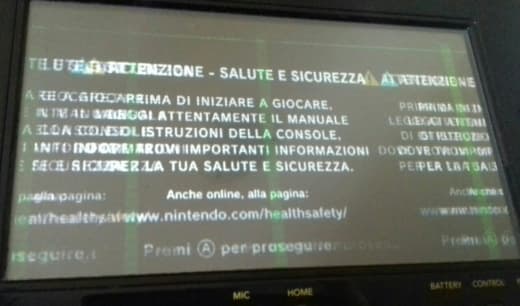 ATTENZIONE - SALUTE E SICUREZZA
PRIMA DI INIZIARE A GIOCARE,
LEGGI ATTENTAMENTE IL MANUALE
DI ISTRUZIONI DELLA CONSOLE,
DOVE TROVI IMPORTANTI INFORMAZIONI
PER LA TUA SALUTE E SICUREZZA.
Anche online, alla pagina:
www.nintendo.com/healthsafety/
Premi Ⓐ per proseguire.
MIC HOME BATTERY CONTROL